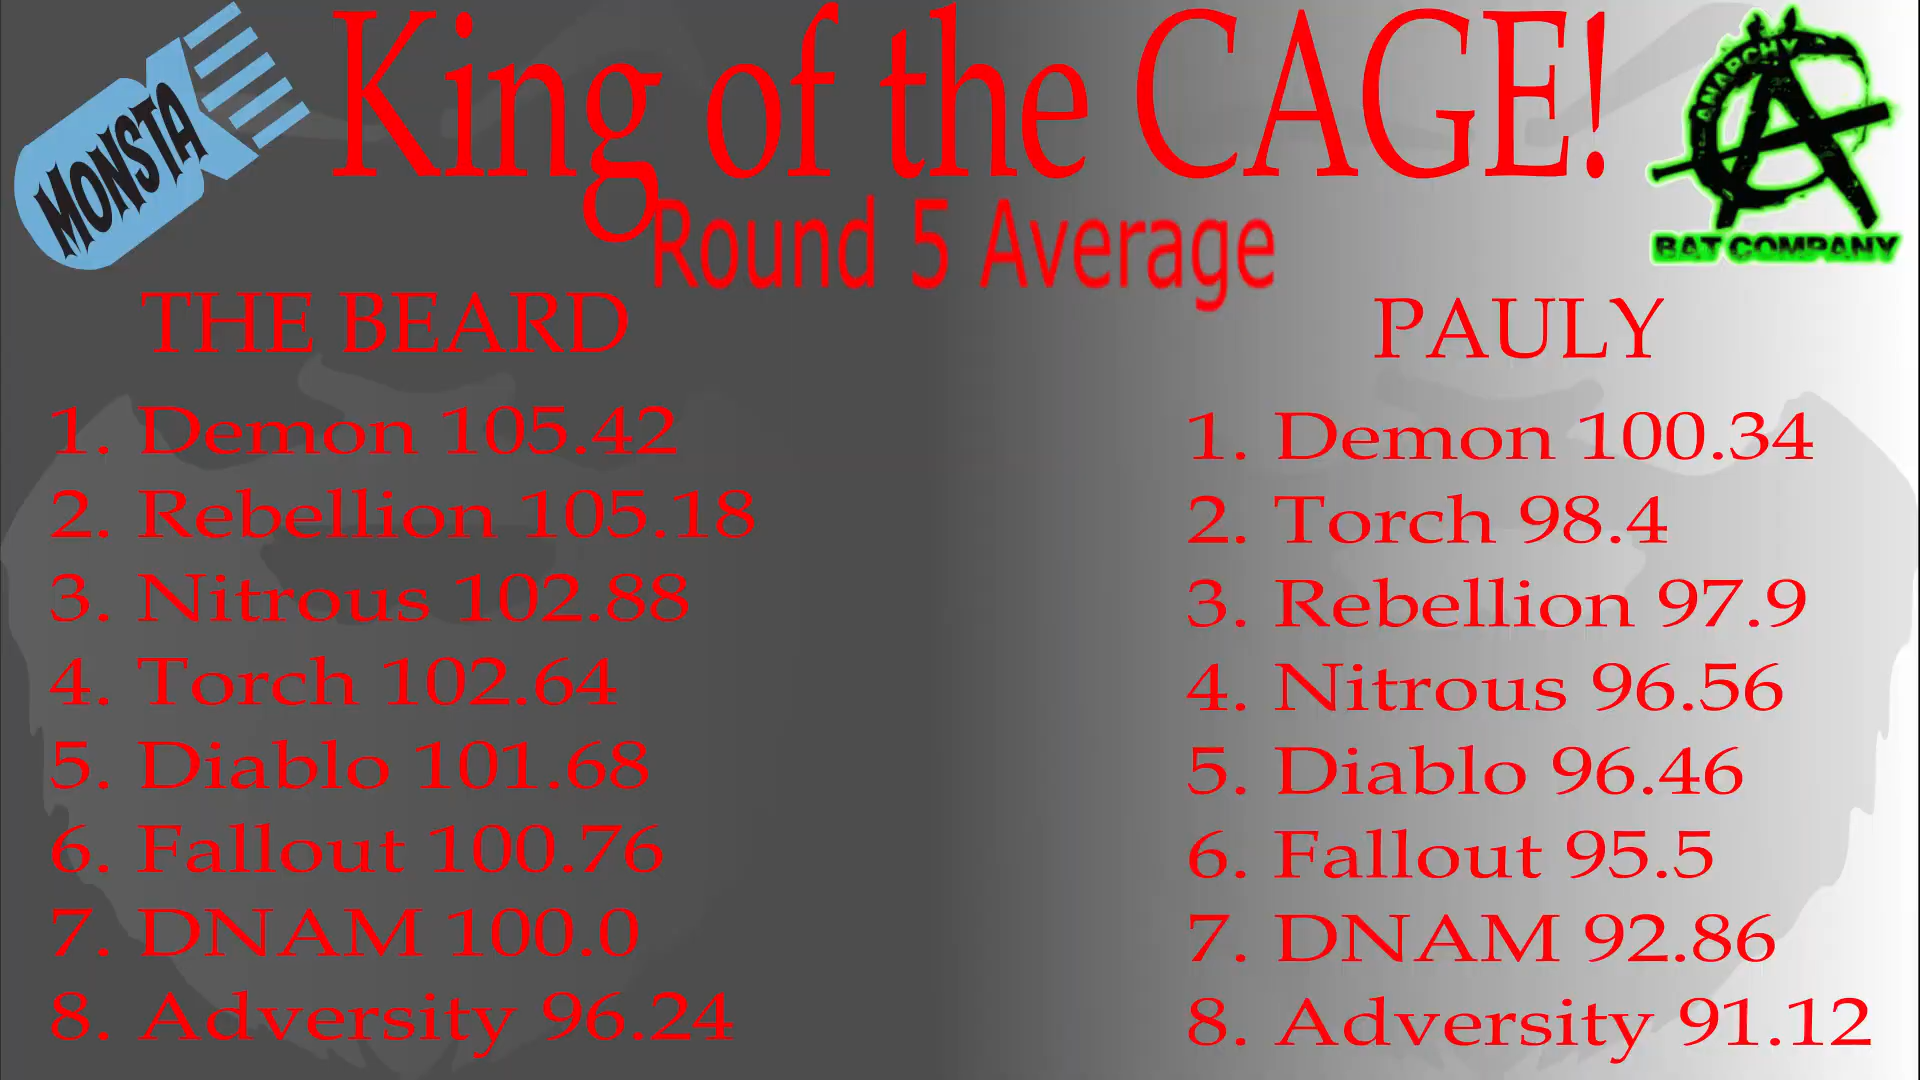 MONSTA
King of the CAGE!
ANARCHY
BAT COMPANY
Round 5 Average
THE BEARD
1. Demon 105.42
2. Rebellion 105.18
3. Nitrous 102.88
4. Torch 102.64
5. Diablo 101.68
6. Fallout 100.76
7. DNAM 100.0
8. Adversity 96.24
PAULY
1. Demon 100.34
2. Torch 98.4
3. Rebellion 97.9
4. Nitrous 96.56
5. Diablo 96.46
6. Fallout 95.5
7. DNAM 92.86
8. Adversity 91.12